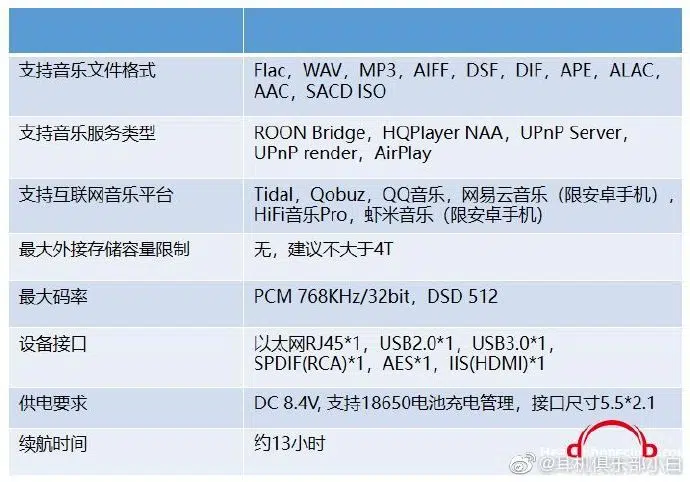 支持音乐文件格式
Flac，WAV，MP3，AIFF，DSF，DIF，APE，ALAC，
AAC，SACD ISO
支持音乐服务类型
ROON Bridge，HQPlayer NAA，UPnP Server，
UPnP render，AirPlay
支持互联网音乐平台
Tidal，Qobuz，QQ音乐，网易云音乐（限安卓手机），
HiFi音乐Pro，虾米音乐（限安卓手机）
最大外接存储容量限制
无，建议不大于4T
最大码率
PCM 768KHz/32bit，DSD 512
设备接口
以太网RJ45*1，USB2.0*1，USB3.0*1，
SPDIF(RCA)*1，AES*1，IIS(HDMI)*1
供电要求
DC 8.4V, 支持18650电池充电管理，接口尺寸5.5*2.1
续航时间
约13小时
@耳机俱乐部小白